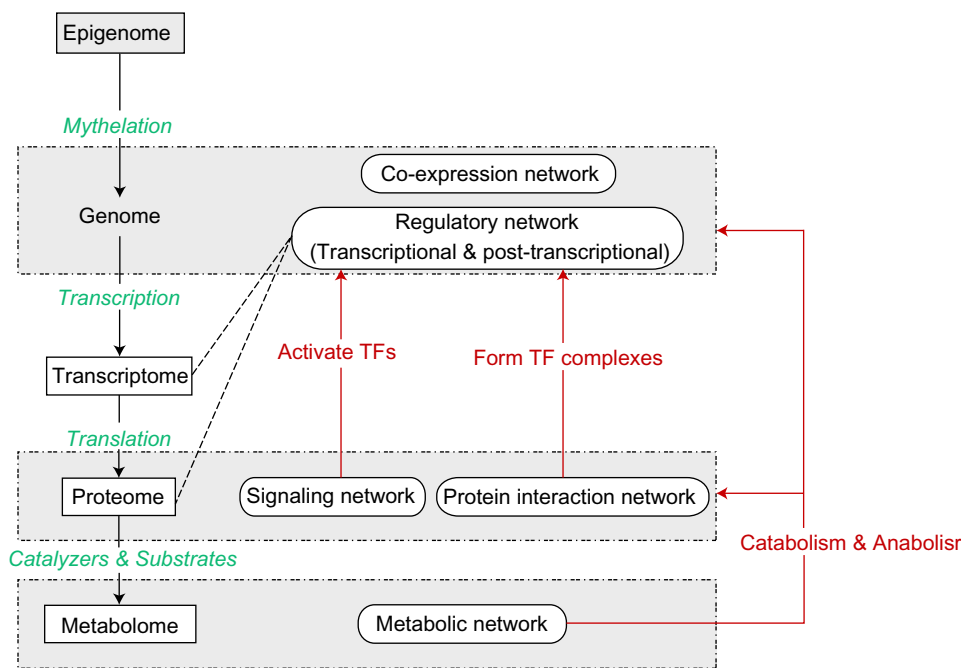 Epigenome
Mythelation
Co-expression network
Genome
Regulatory network
(Transcriptional & post-transcriptional)
Transcription
Activate TFs
Form TF complexes
Transcriptome
Translation
Proteome
Signaling network
Protein interaction network
Catalyzers & Substrates
Catabolism & Anabolisr
Metabolome
Metabolic network